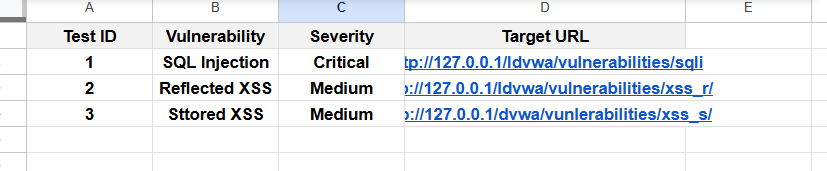 A B C D E
Test ID Vulnerability Severity Target URL
1 SQL Injection Critical tp://127.0.0.1/ldvwa/vulnerabilities/sqli
2 Reflected XSS Medium p://127.0.0.1/ldvwa/vulnerabilities/xss_r/
3 Sttored XSS Medium p://127.0.0.1/dvwa/vunlerabilities/xss_s/